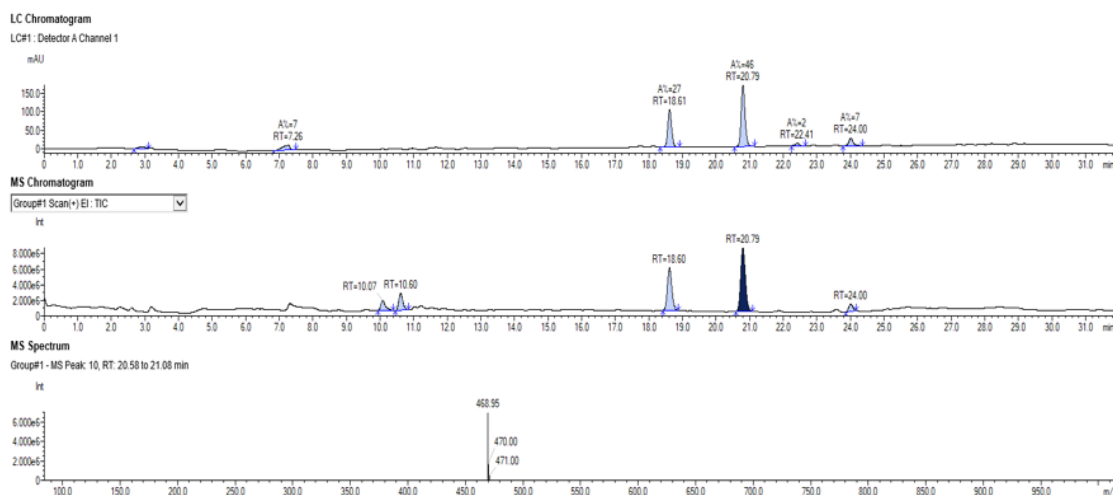 LC Chromatogram
LC#1 : Detector A Channel 1
mAU
A%=46
A%=27 RT=20.79
RT=18.61
A%=7 A%=2 A%=7
RT=7.26 RT=22.41 RT=24.00
150.0
100.0
50.0
0
0 1.0 2.0 3.0 4.0 5.0 6.0 7.0 8.0 9.0 10.0 11.0 12.0 13.0 14.0 15.0 16.0 17.0 18.0 19.0 20.0 21.0 22.0 23.0 24.0 25.0 26.0 27.0 28.0 29.0 30.0 31.0 min
MS Chromatogram
Group#1 Scan(+) EI : TIC
Int
RT=20.79
RT=18.60
RT=10.07 RT=10.60
RT=24.00
8.000e6
6.000e6
4.000e6
2.000e6
0
0 1.0 2.0 3.0 4.0 5.0 6.0 7.0 8.0 9.0 10.0 11.0 12.0 13.0 14.0 15.0 16.0 17.0 18.0 19.0 20.0 21.0 22.0 23.0 24.0 25.0 26.0 27.0 28.0 29.0 30.0 31.0 min
MS Spectrum
Group#1 - MS Peak: 10, RT: 20.58 to 21.08 min
Int
468.95
6.000e6
4.000e6 470.00
2.000e6 471.00
0
100.0 150.0 200.0 250.0 300.0 350.0 400.0 450.0 500.0 550.0 600.0 650.0 700.0 750.0 800.0 850.0 900.0 950.0